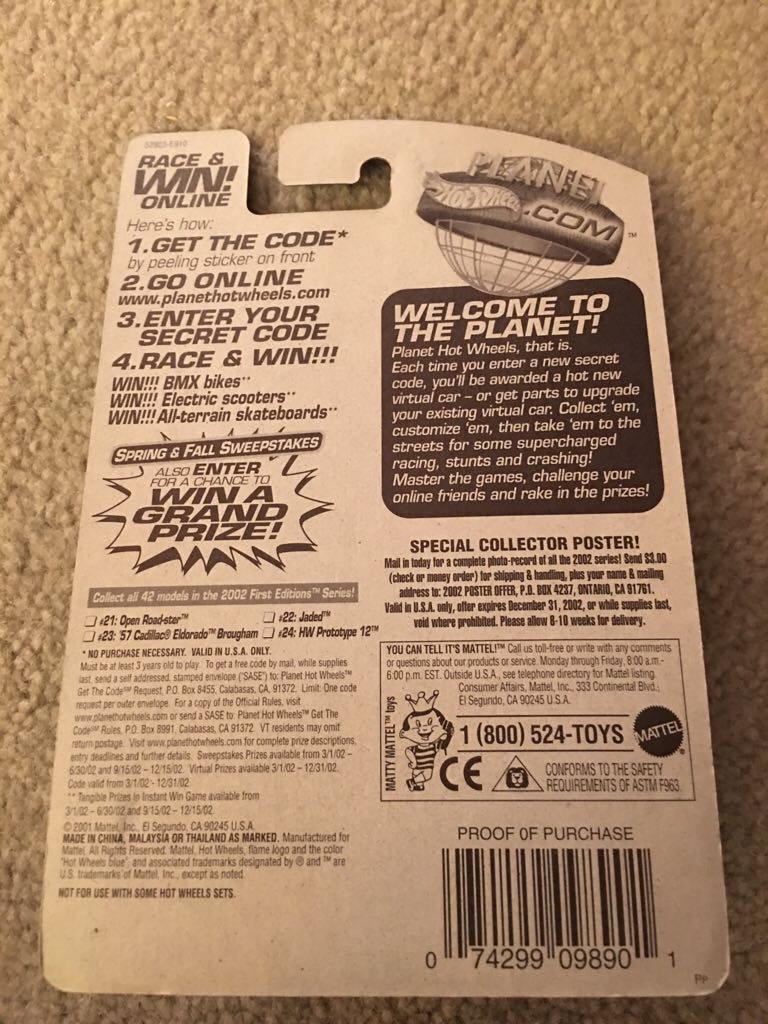 52903-E910
RACE &
WIN!
ONLINE
Here's how:
1.GET THE CODE*
by peeling sticker on front
2.GO ONLINE
www.planethotwheels.com
3.ENTER YOUR
SECRET CODE
4.RACE & WIN!!!
WIN!!! BMX bikes**
WIN!!! Electric scooters**
WIN!!! All-terrain skateboards**
SPRING & FALL SWEEPSTAKES
ALSO ENTER
FOR A CHANCE TO
WIN A
GRAND
PRIZE!
Collect all 42 models in the 2002 First Editions™ Series!
#21: Open Road-ster™
#22: Jaded™
#23: '57 Cadillac® Eldorado™ Brougham
#24: HW Prototype 12™
* NO PURCHASE NECESSARY. VALID IN U.S.A. ONLY.
Must be at least 3 years old to play. To get a free code by mail, while supplies
last, send a self addressed, stamped envelope ("SASE") to: Planet Hot Wheels℠
Get The Code℠ Request, P.O. Box 8455, Calabasas, CA. 91372. Limit: One code
request per outer envelope. For a copy of the Official Rules, visit
www.planethotwheels.com or send a SASE to: Planet Hot Wheels℠ Get The
Code℠ Rules, P.O. Box 8991, Calabasas, CA 91372. VT residents may omit
return postage. Visit www.planethotwheels.com for complete prize descriptions,
entry deadlines and further details. Sweepstakes Prizes available from 3/1/02 –
6/30/02 and 9/15/02 – 12/15/02. Virtual Prizes available 3/1/02 – 12/31/02.
Code valid from 3/1/02 - 12/31/02.
** Tangible Prizes in Instant Win Game available from
3/1/02 – 6/30/02 and 9/15/02 – 12/15/02.
© 2001 Mattel, Inc., El Segundo, CA 90245 U.S.A.
MADE IN CHINA, MALAYSIA OR THAILAND AS MARKED. Manufactured for
Mattel. All Rights Reserved. Mattel, Hot Wheels, flame logo and the color
"Hot Wheels blue", and associated trademarks designated by ® and ™ are
U.S. trademarks of Mattel, Inc., except as noted.
NOT FOR USE WITH SOME HOT WHEELS SETS.
PLANET
Hot Wheels
.COM
™
WELCOME TO
THE PLANET!
Planet Hot Wheels, that is.
Each time you enter a new secret
code, you'll be awarded a hot new
virtual car – or get parts to upgrade
your existing virtual car. Collect 'em,
customize 'em, then take 'em to the
streets for some supercharged
racing, stunts and crashing!
Master the games, challenge your
online friends and rake in the prizes!
SPECIAL COLLECTOR POSTER!
Mail in today for a complete photo-record of all the 2002 series! Send $3.00
(check or money order) for shipping & handling, plus your name & mailing
address to: 2002 POSTER OFFER, P.O. BOX 4237, ONTARIO, CA 91761.
Valid in U.S.A. only, offer expires December 31, 2002, or while supplies last,
void where prohibited. Please allow 8-10 weeks for delivery.
YOU CAN TELL IT'S MATTEL!™ Call us toll-free or write with any comments
or questions about our products or service. Monday through Friday, 8:00 a.m.-
6:00 p.m. EST. Outside U.S.A., see telephone directory for Mattel listing.
Consumer Affairs, Mattel, Inc., 333 Continental Blvd.,
El Segundo, CA 90245 U.S.A.
MATTY MATTEL™ toys
1 (800) 524-TOYS
MATTEL
®
CE
CONFORMS TO THE SAFETY
REQUIREMENTS OF ASTM F963.
PROOF OF PURCHASE
0 74299 09890 1
PP